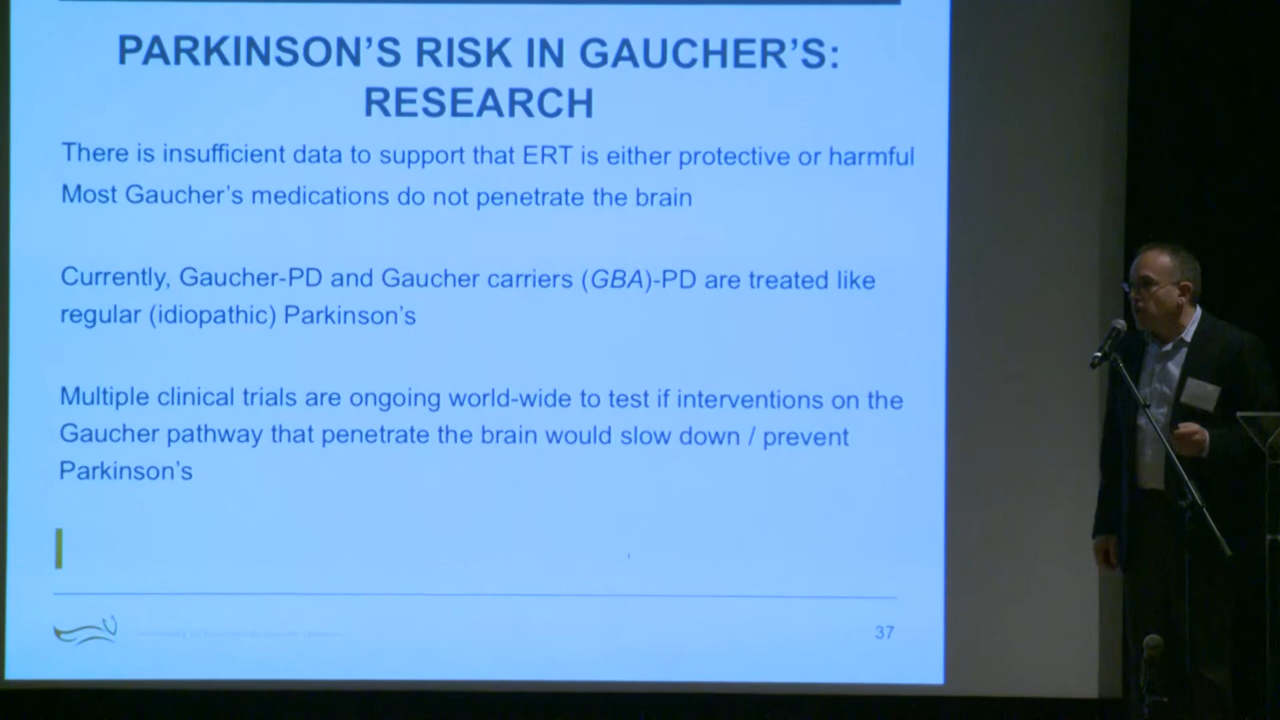 PARKINSON'S RISK IN GAUCHER'S:
RESEARCH
There is insufficient data to support that ERT is either protective or harmful
Most Gaucher's medications do not penetrate the brain
Currently, Gaucher-PD and Gaucher carriers (GBA)-PD are treated like
regular (idiopathic) Parkinson's
Multiple clinical trials are ongoing world-wide to test if interventions on the
Gaucher pathway that penetrate the brain would slow down / prevent
Parkinson's
37